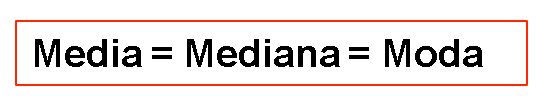 Media = Mediana = Moda